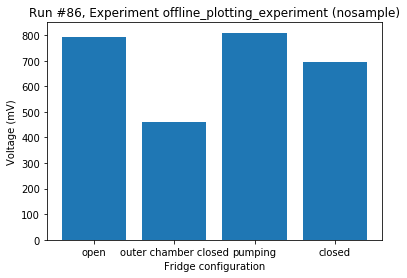 Run #86, Experiment offline_plotting_experiment (nosample)
800
700
600
500
400
300
200
100
0
Voltage (mV)
open outer chamber closed pumping closed
Fridge configuration